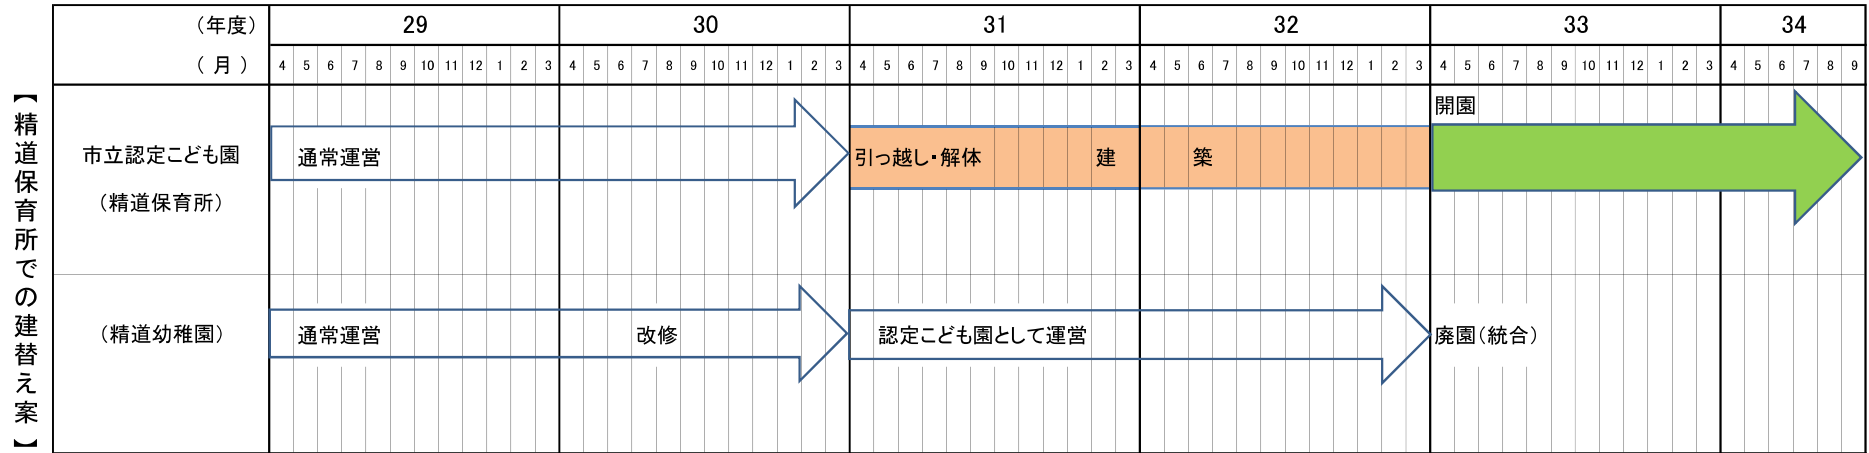 【精道保育所での建替え案】
（年度） 29 30 31 32 33 34
（月） 4 5 6 7 8 9 10 11 12 1 2 3 4 5 6 7 8 9 10 11 12 1 2 3 4 5 6 7 8 9 10 11 12 1 2 3 4 5 6 7 8 9 10 11 12 1 2 3 4 5 6 7 8 9 10 11 12 1 2 3 4 5 6 7 8 9
開園
市立認定こども園 通常運営 引っ越し・解体 建 築
（精道保育所）
（精道幼稚園） 通常運営 改修 認定こども園として運営 廃園（統合）